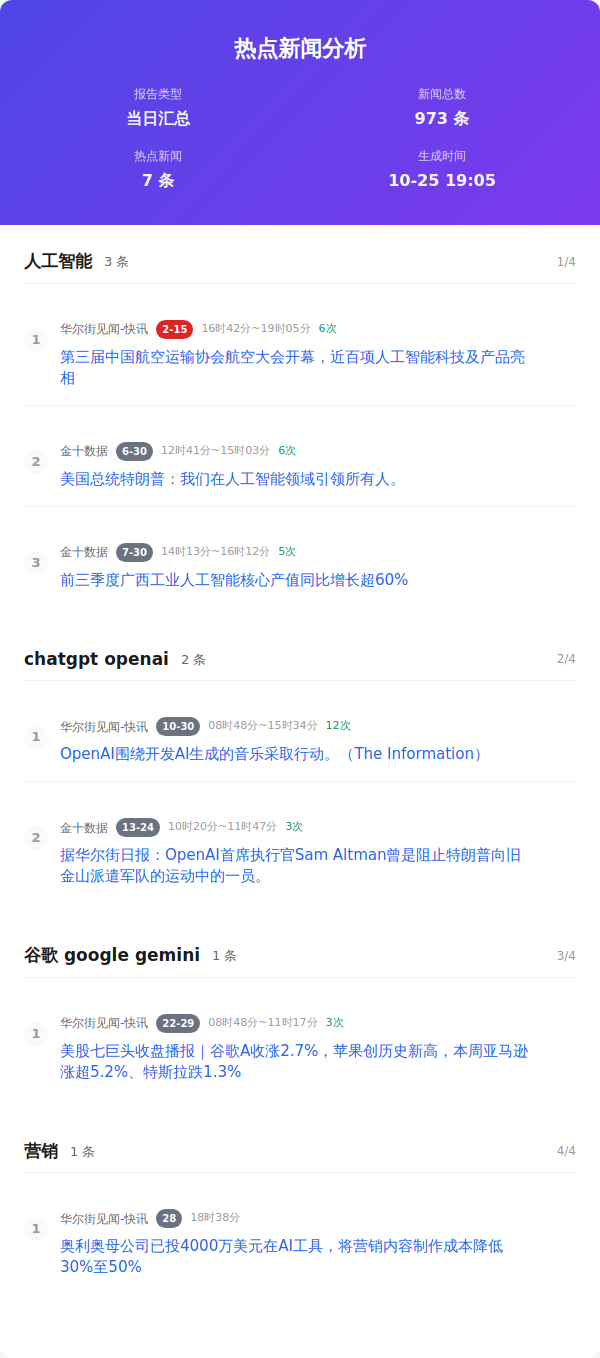 热点新闻分析
报告类型
新闻总数
当日汇总
973 条
热点新闻
生成时间
7 条
10-25 19:05
人工智能 3 条 1/4
1
华尔街见闻-快讯 2-15 16时42分~19时05分 6次
第三届中国航空运输协会航空大会开幕，近百项人工智能科技及产品亮
相
2
金十数据 6-30 12时41分~15时03分 6次
美国总统特朗普：我们在人工智能领域引领所有人。
3
金十数据 7-30 14时13分~16时12分 5次
前三季度广西工业人工智能核心产值同比增长超60%
chatgpt openai 2 条 2/4
1
华尔街见闻-快讯 10-30 08时48分~15时34分 12次
OpenAI围绕开发AI生成的音乐采取行动。（The Information）
2
金十数据 13-24 10时20分~11时47分 3次
据华尔街日报：OpenAI首席执行官Sam Altman曾是阻止特朗普向旧
金山派遣军队的运动中的一员。
谷歌 google gemini 1 条 3/4
1
华尔街见闻-快讯 22-29 08时48分~11时17分 3次
美股七巨头收盘播报｜谷歌A收涨2.7%，苹果创历史新高，本周亚马逊
涨超5.2%、特斯拉跌1.3%
营销 1 条 4/4
1
华尔街见闻-快讯 28 18时38分
奥利奥母公司已投4000万美元在AI工具，将营销内容制作成本降低
30%至50%